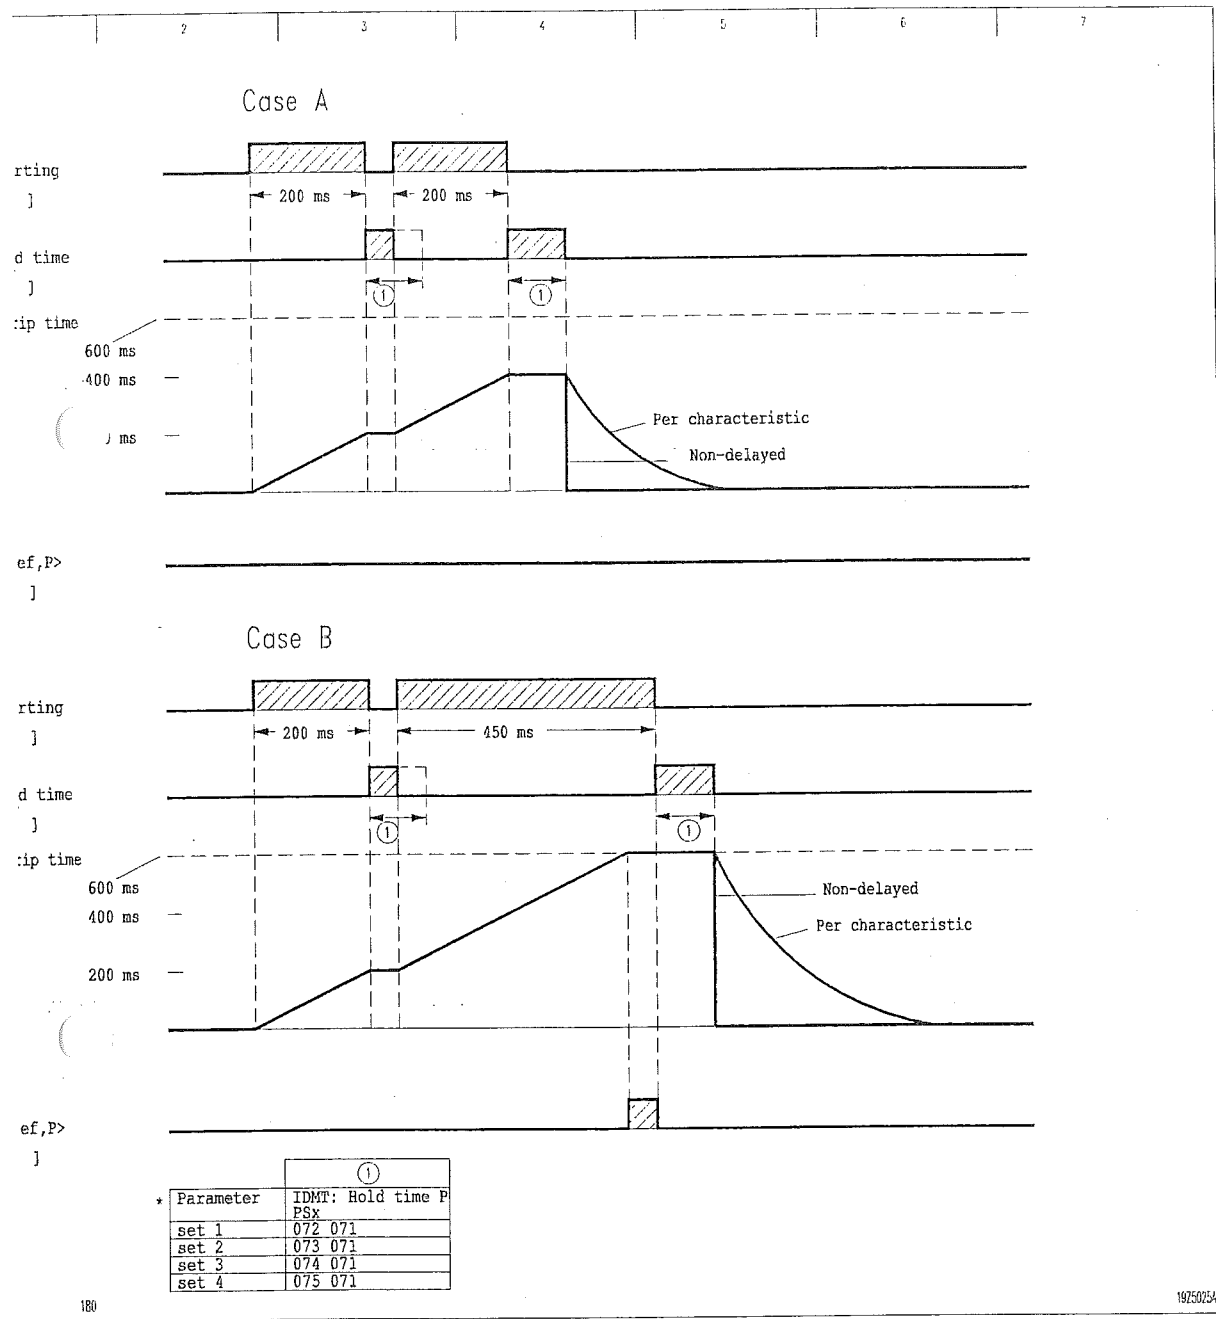 2 3 4 5 6 7
Case A
rting
]
200 ms 200 ms
d time
]
1 1
ip time
600 ms
400 ms
ms
Per characteristic
Non-delayed
ef,P>
]
Case B
rting
]
200 ms 450 ms
d time
]
1 1
ip time
600 ms
400 ms
200 ms
Non-delayed
Per characteristic
ef,P>
]
1
* Parameter IDMT: Hold time P
PSx
set 1 072 071
set 2 073 071
set 3 074 071
set 4 075 071
180
19Z50254